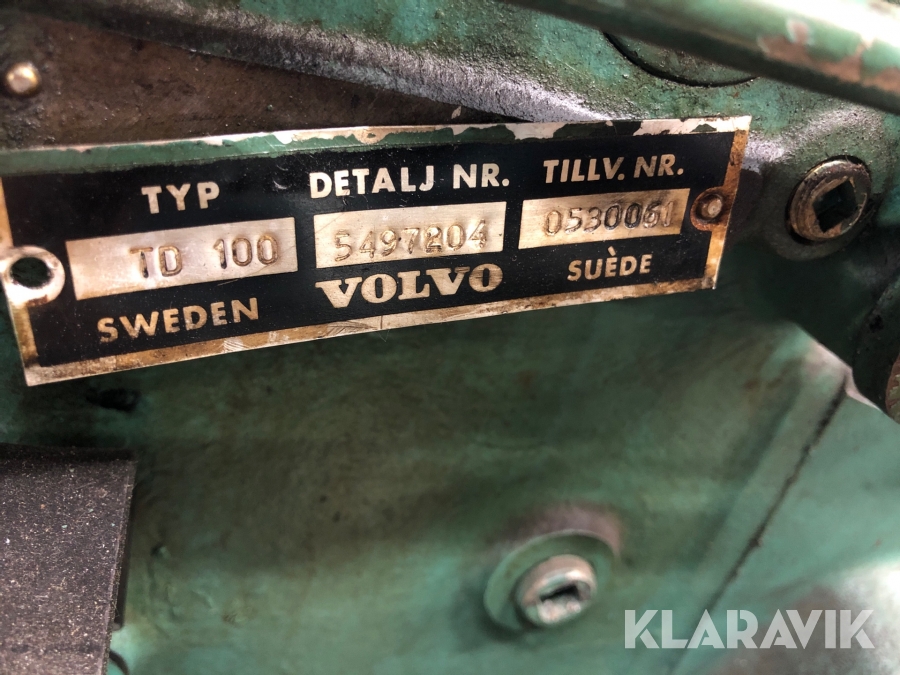 TYP DETALJ NR. TILLV. NR.
TD 100 5497204 0530061
SWEDEN VOLVO SUÈDE
KLARAVIK